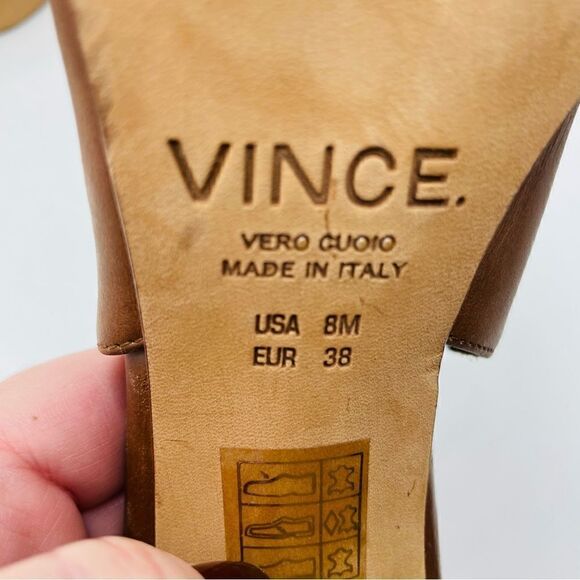 VINCE.
VERO CUOIO
MADE IN ITALY
USA 8M
EUR 38